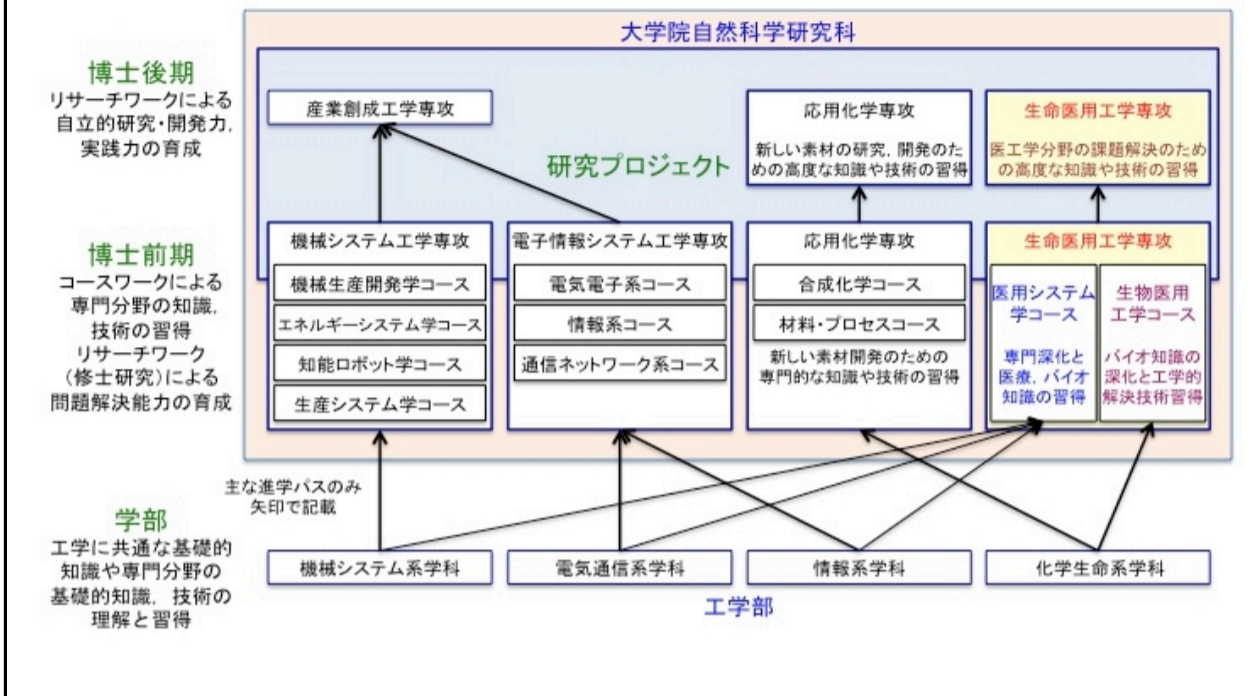 大学院自然科学研究科
博士後期
リサーチワークによる
自立的研究・開発力,
実践力の育成
産業創成工学専攻
研究プロジェクト
応用化学専攻
新しい素材の研究, 開発のた
めの高度な知識や技術の習得
生命医用工学専攻
医工学分野の課題解決のため
の高度な知識や技術の習得
博士前期
コースワークによる
専門分野の知識,
技術の習得
リサーチワーク
(修士研究)による
問題解決能力の育成
機械システム工学専攻
機械生産開発学コース
エネルギーシステム学コース
知能ロボット学コース
生産システム学コース
電子情報システム工学専攻
電気電子系コース
情報系コース
通信ネットワーク系コース
応用化学専攻
合成化学コース
材料・プロセスコース
新しい素材開発のための
専門的な知識や技術の習得
生命医用工学専攻
医用システム
学コース
専門深化と
医療, バイオ
知識の習得
生物医用
工学コース
バイオ知識の
深化と工学的
解決技術習得
主な進学パスのみ
矢印で記載
学部
工学に共通な基礎的
知識や専門分野の
基礎的知識, 技術の
理解と習得
機械システム系学科
電気通信系学科
情報系学科
化学生命系学科
工学部